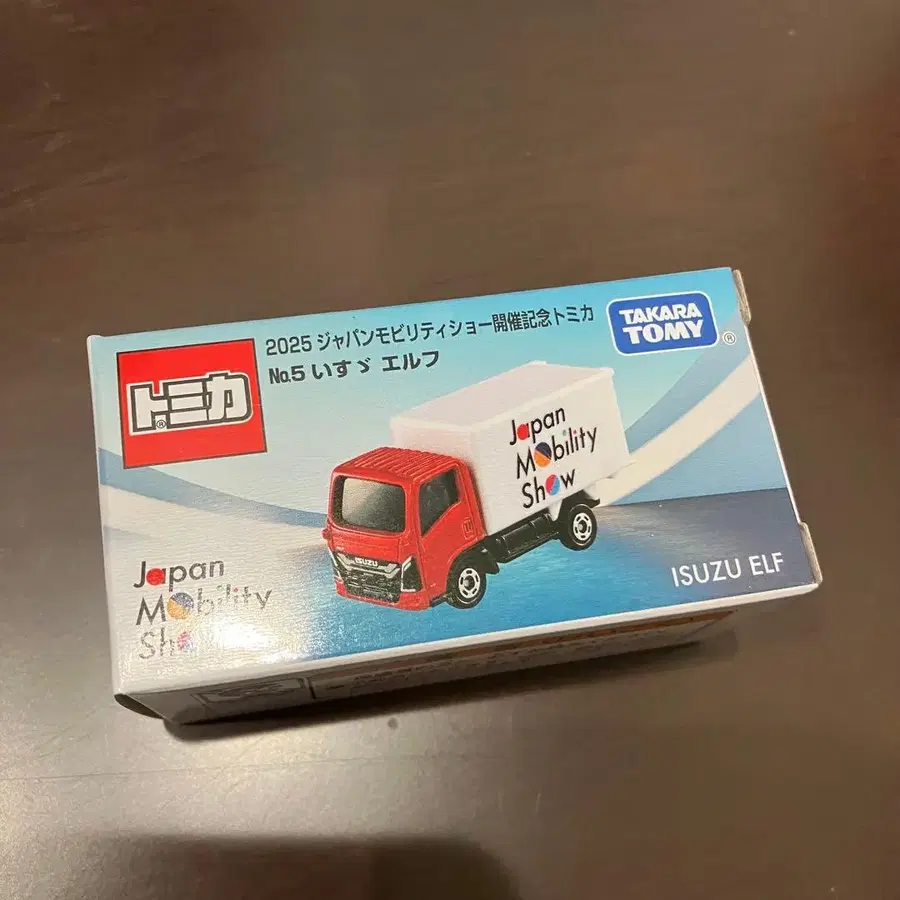 2025 ジャパンモビリティショー開催記念トミカ
№5 いすゞ エルフ
トミカ®
TAKARA
TOMY®
Japan
Mobility
Show
ISUZU
Japan
Mobility
Show
ISUZU ELF